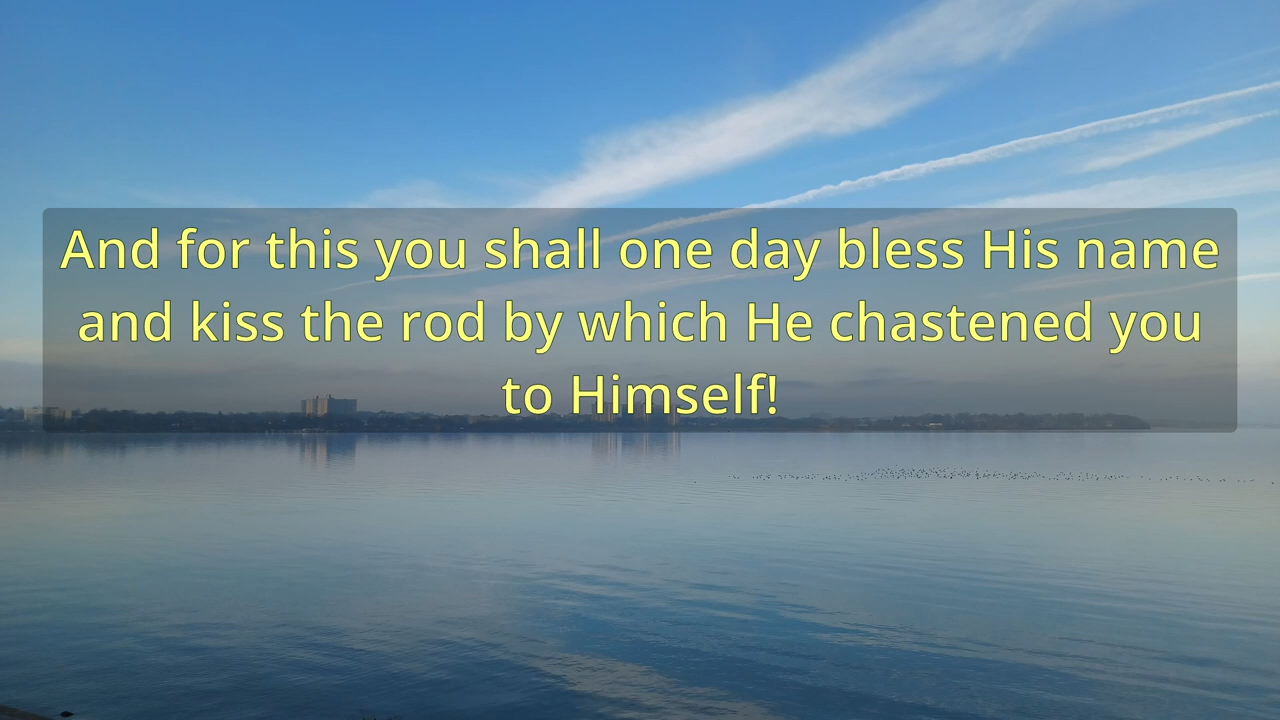 And for this you shall one day bless His name
and kiss the rod by which He chastened you
to Himself!